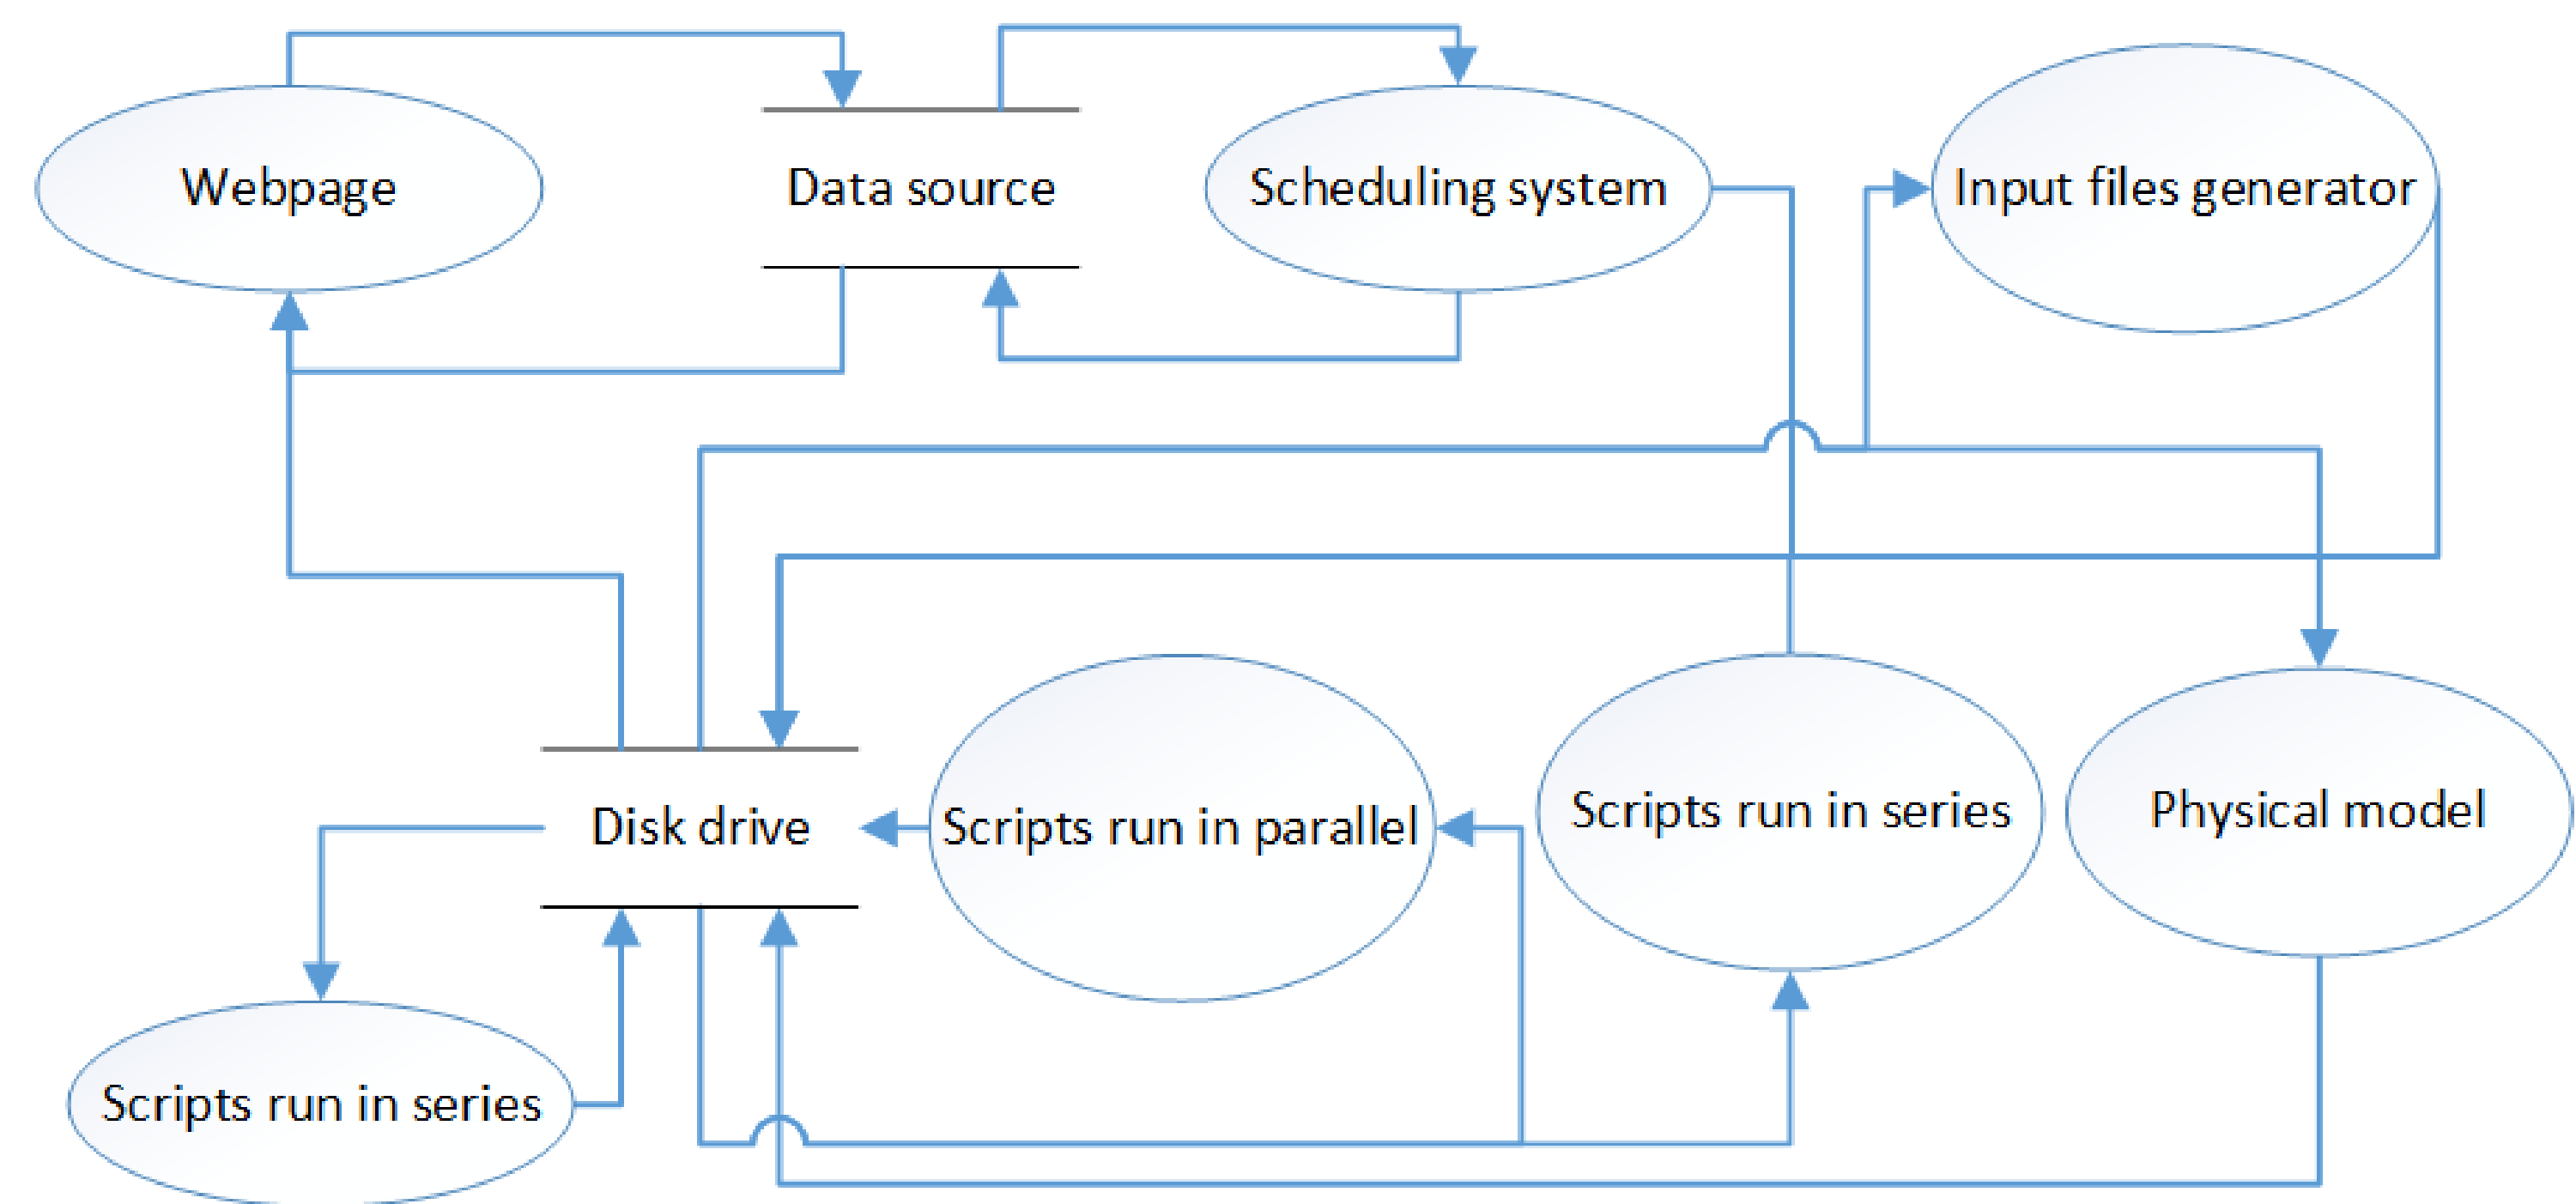 Webpage
Data source
Scheduling system
Input files generator
Disk drive
Scripts run in parallel
Scripts run in series
Physical model
Scripts run in series